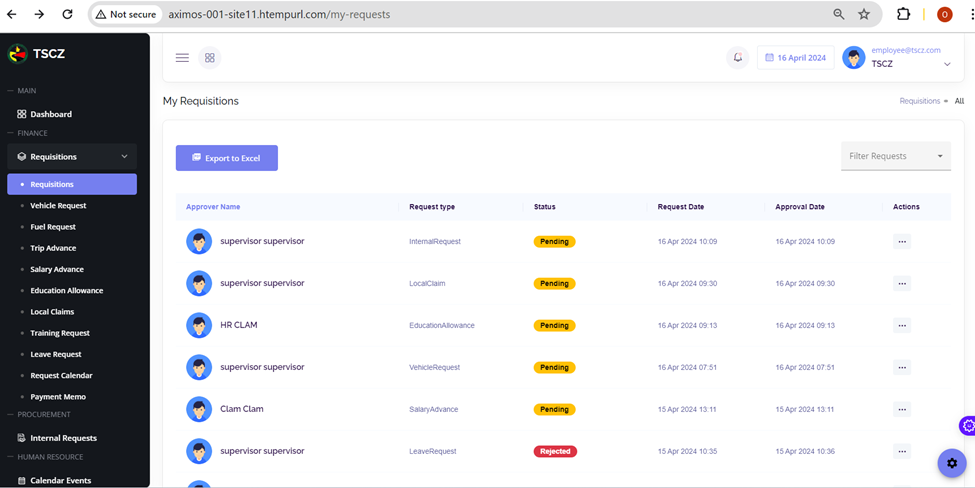 Not secure aximos-001-site11.htempurl.com/my-requests O
TSCZ
16 April 2024
employee@tscz.com
TSCZ
MAIN
Dashboard
FINANCE
Requisitions
Requisitions
Vehicle Request
Fuel Request
Trip Advance
Salary Advance
Education Allowance
Local Claims
Training Request
Leave Request
Request Calendar
Payment Memo
PROCUREMENT
Internal Requests
HUMAN RESOURCE
Calendar Events
My Requisitions
Requisitions All
Export to Excel
Filter Requests
Approver Name Request type Status Request Date Approval Date Actions
supervisor supervisor InternalRequest Pending 16 Apr 2024 10:09 16 Apr 2024 10:09 ...
supervisor supervisor LocalClaim Pending 16 Apr 2024 09:30 16 Apr 2024 09:30 ...
HR CLAM EducationAllowance Pending 16 Apr 2024 09:13 16 Apr 2024 09:13 ...
supervisor supervisor VehicleRequest Pending 16 Apr 2024 07:51 16 Apr 2024 07:51 ...
Clam Clam SalaryAdvance Pending 15 Apr 2024 13:11 15 Apr 2024 13:11 ...
supervisor supervisor LeaveRequest Rejected 15 Apr 2024 10:35 15 Apr 2024 10:36 ...